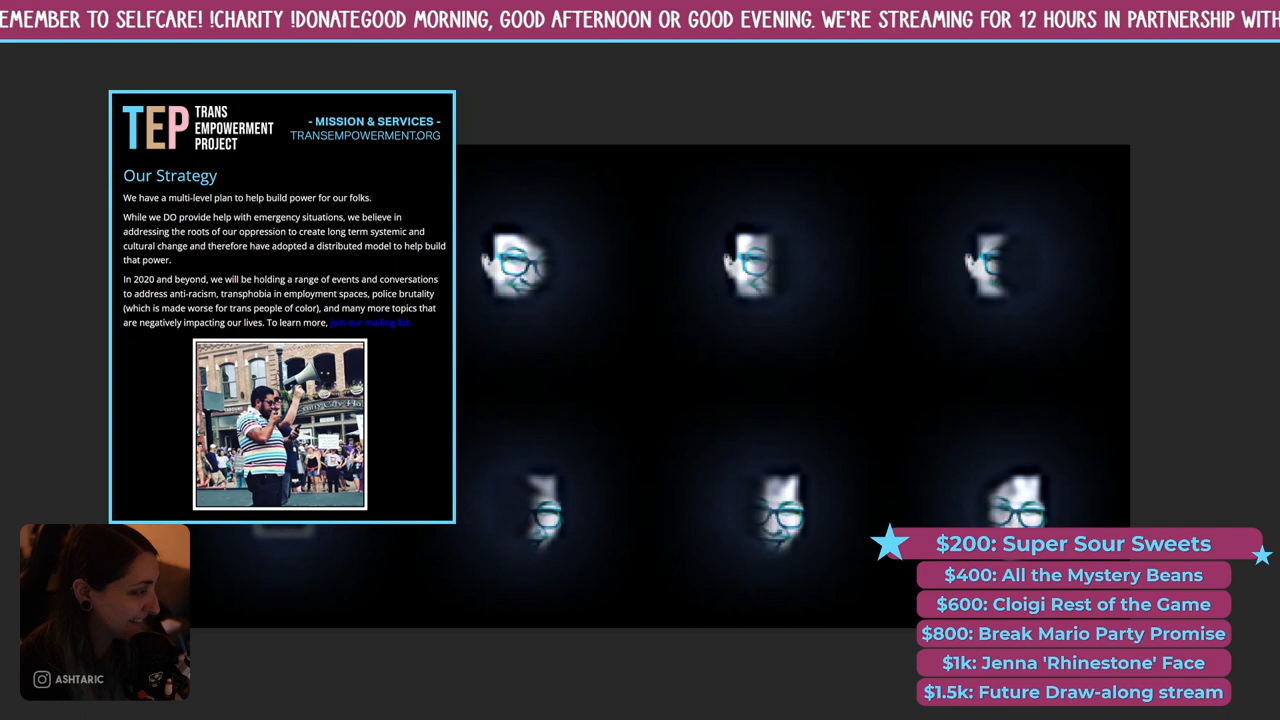 EMEMBER TO SELFCARE! !CHARITY !DONATEGOOD MORNING, GOOD AFTERNOON OR GOOD EVENING. WE'RE STREAMING FOR 12 HOURS IN PARTNERSHIP WITH
TEP TRANS
EMPOWERMENT
PROJECT
- MISSION & SERVICES -
TRANSEMPOWERMENT.ORG
Our Strategy
We have a multi-level plan to help build power for our folks.
While we DO provide help with emergency situations, we believe in
addressing the roots of our oppression to create long term systemic and
cultural change and therefore have adopted a distributed model to help build
that power.
In 2020 and beyond, we will be holding a range of events and conversations
to address anti-racism, transphobia in employment spaces, police brutality
(which is made worse for trans people of color), and many more topics that
are negatively impacting our lives. To learn more, join our mailing list.
ASHTARIC
$200: Super Sour Sweets
$400: All the Mystery Beans
$600: Cloigi Rest of the Game
$800: Break Mario Party Promise
$1k: Jenna 'Rhinestone' Face
$1.5k: Future Draw-along stream